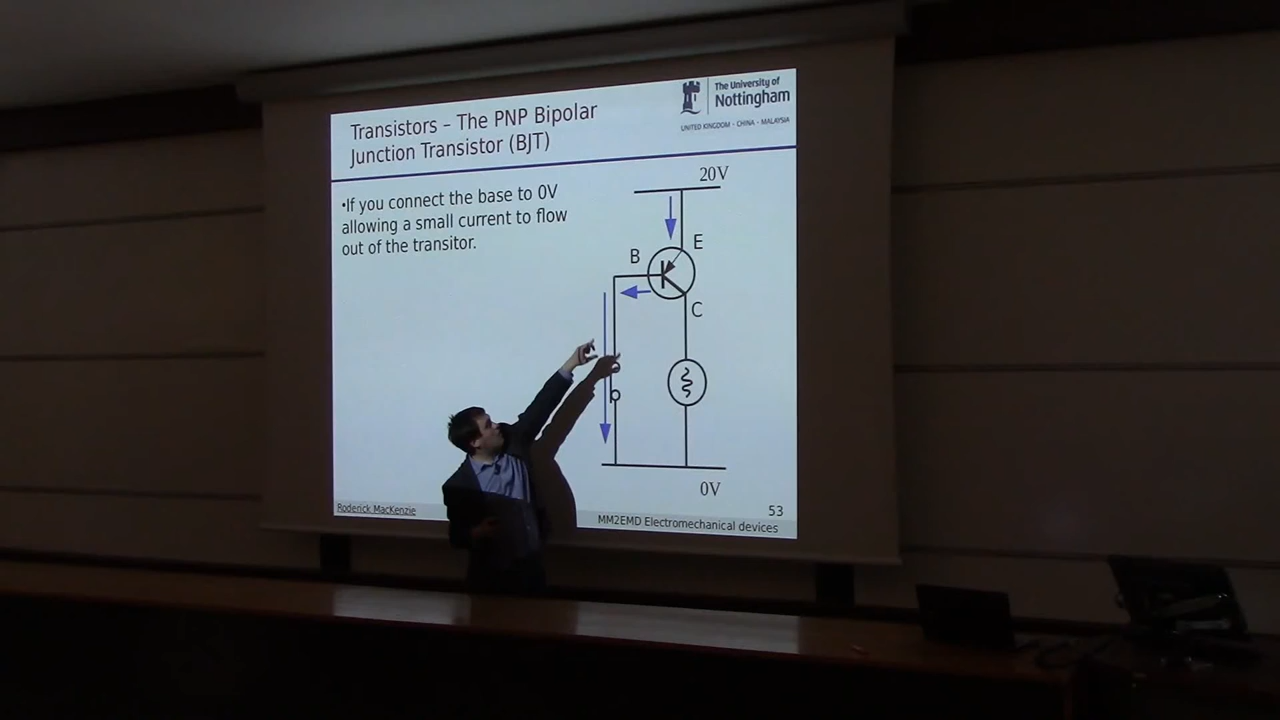 Transistors – The PNP Bipolar
Junction Transistor (BJT)
The University of
Nottingham
UNITED KINGDOM · CHINA · MALAYSIA
•If you connect the base to 0V
allowing a small current to flow
out of the transitor.
20V
E
B
C
0V
53
Roderick MacKenzie
MM2EMD Electromechanical devices